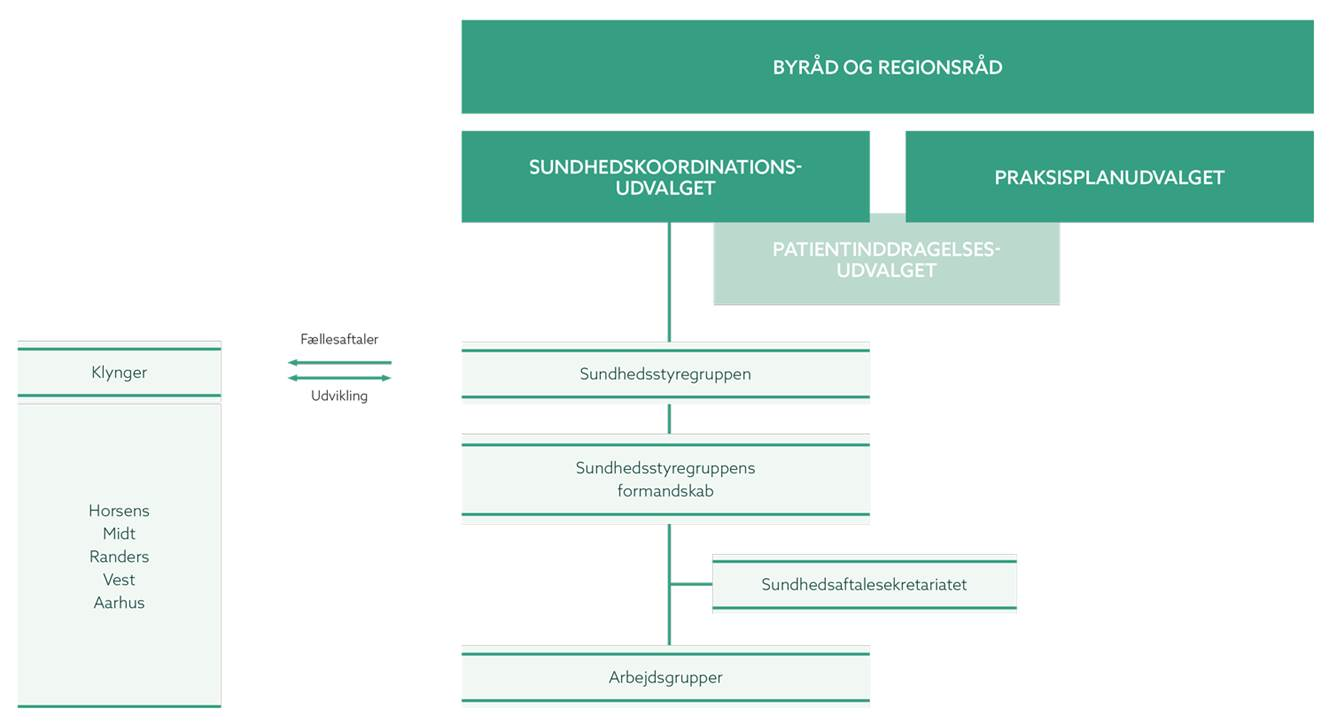 BYRÅD OG REGIONSRÅD
SUNDHEDSKOORDINATIONS-
UDVALGET
PRAKSISPLANUDVALGET
PATIENTINDDRAGELSES-
UDVALGET
Fællesaftaler
Udvikling
Klynger
Horsens
Midt
Randers
Vest
Aarhus
Sundhedsstyregruppen
Sundhedsstyregruppens
formandskab
Sundhedsaftalesekretariatet
Arbejdsgrupper